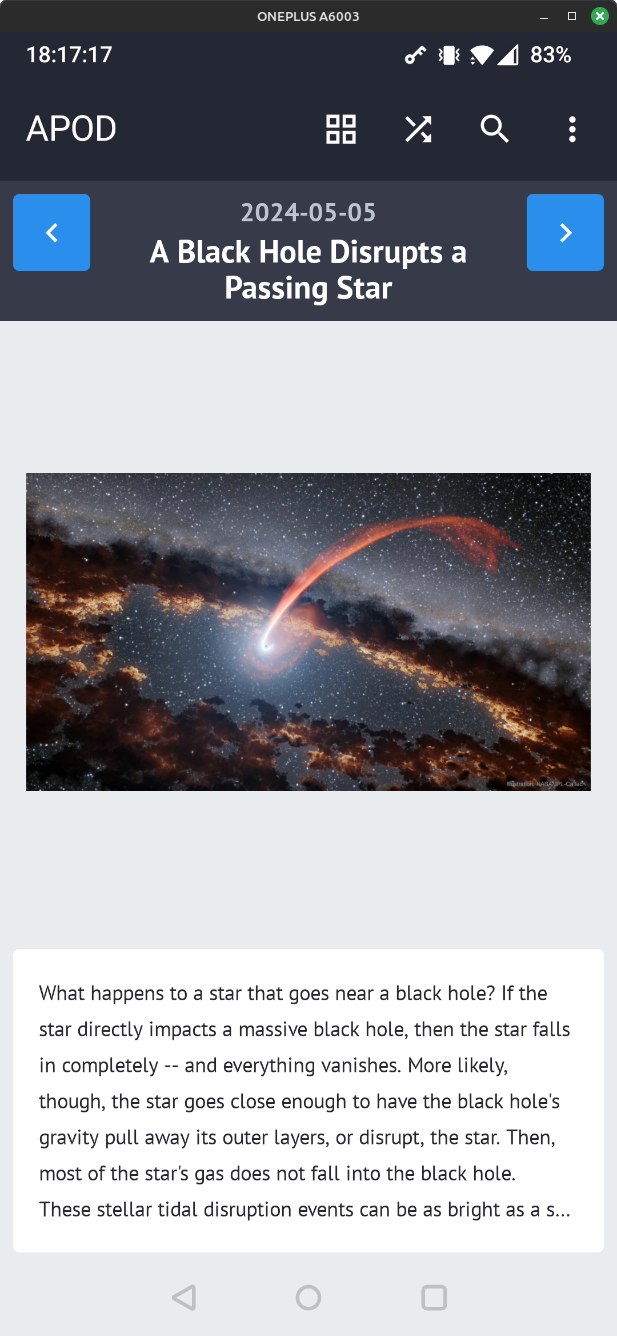 ONEPLUS A6003
18:17:17
83%
APOD
2024-05-05
A Black Hole Disrupts a
Passing Star
What happens to a star that goes near a black hole? If the
star directly impacts a massive black hole, then the star falls
in completely -- and everything vanishes. More likely,
though, the star goes close enough to have the black hole's
gravity pull away its outer layers, or disrupt, the star. Then,
most of the star's gas does not fall into the black hole.
These stellar tidal disruption events can be as bright as a s...